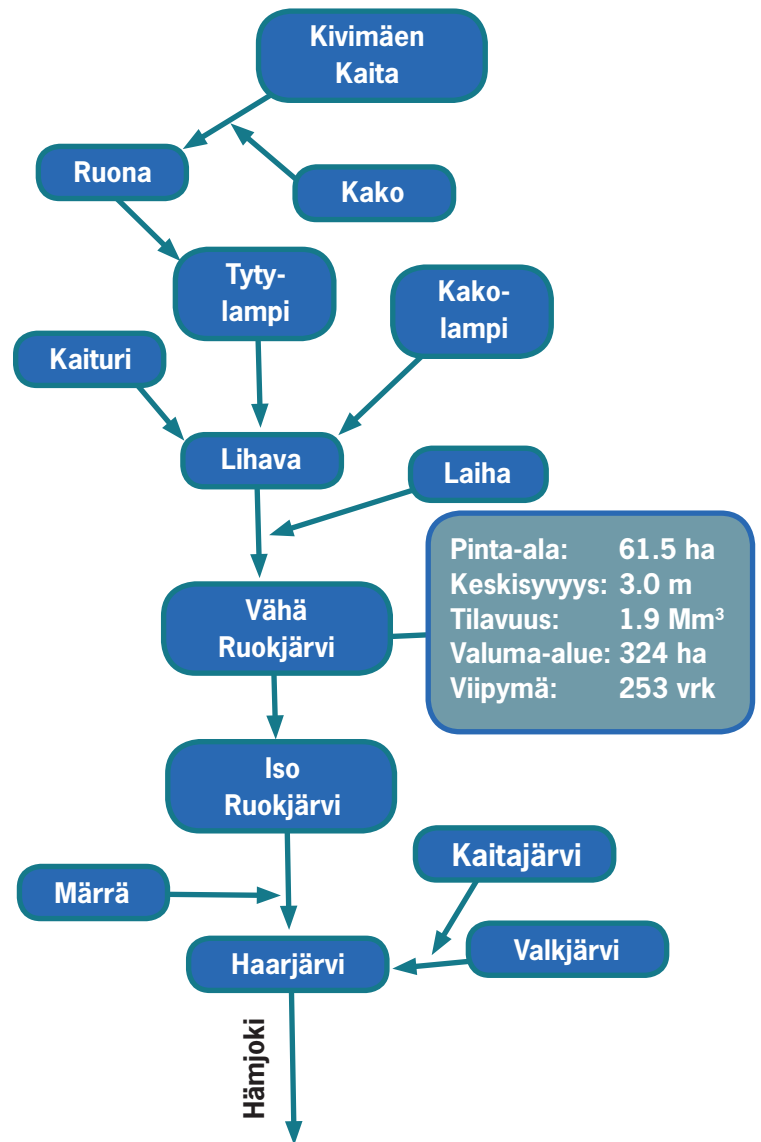 Kivimäen
Kaita
Ruona
Kako
Tyty-
lampi
Kako-
lampi
Kaituri
Lihava
Laiha
Vähä
Ruokjärvi
Pinta-ala: 61.5 ha
Keskisyvyys: 3.0 m
Tilavuus: 1.9 Mm³
Valuma-alue: 324 ha
Viipymä: 253 vrk
Iso
Ruokjärvi
Kaitajärvi
Märrä
Valkjärvi
Haarjärvi
Hämjoki